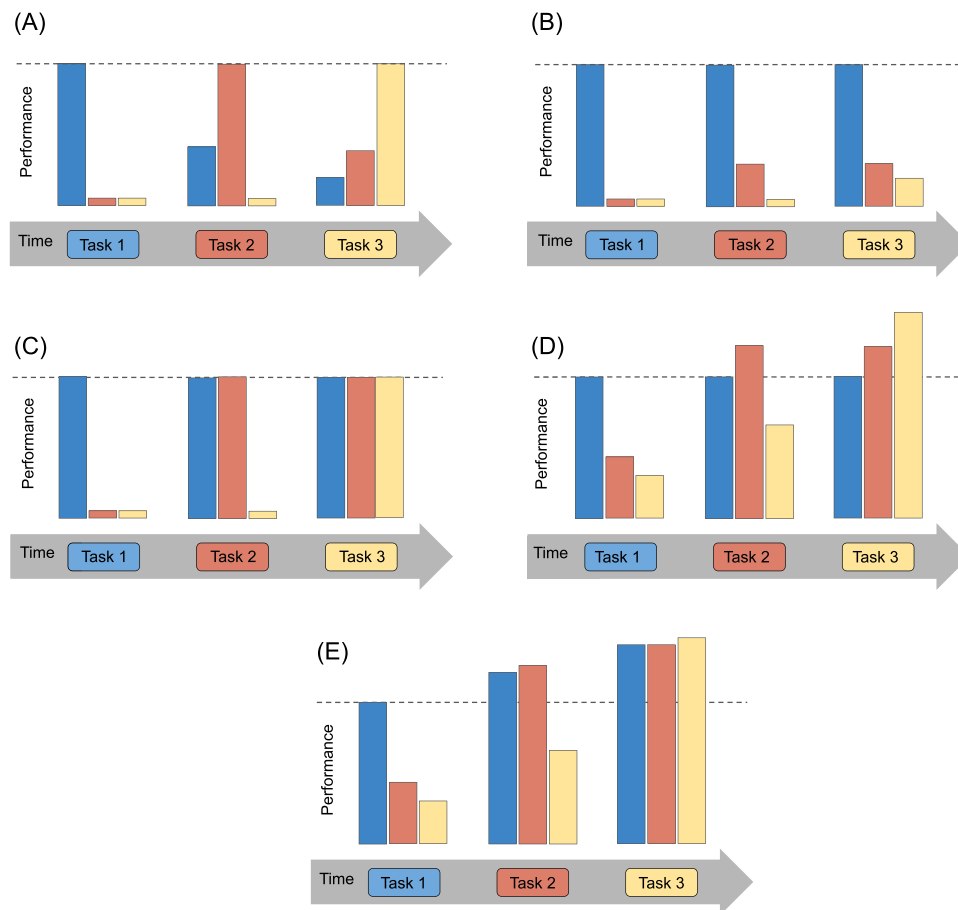 (A)
Performance
Time Task 1 Task 2 Task 3
(B)
Performance
Time Task 1 Task 2 Task 3
(C)
Performance
Time Task 1 Task 2 Task 3
(D)
Performance
Time Task 1 Task 2 Task 3
(E)
Performance
Time Task 1 Task 2 Task 3